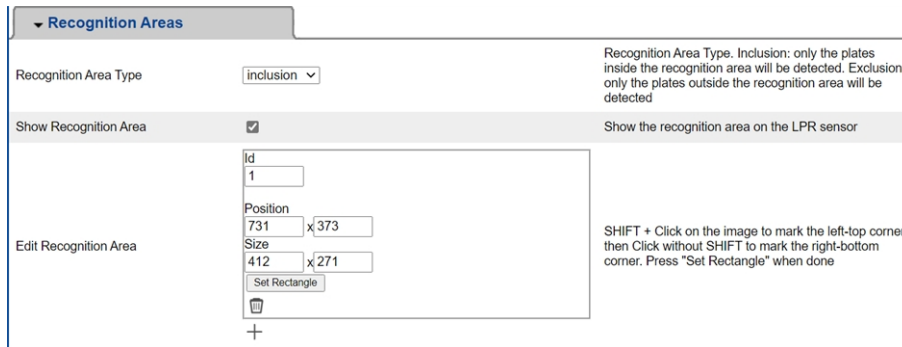 Recognition Areas
Recognition Area Type
inclusion
Recognition Area Type. Inclusion: only the plates
inside the recognition area will be detected. Exclusion
only the plates outside the recognition area will be
detected
Show Recognition Area
Show the recognition area on the LPR sensor
Edit Recognition Area
Id
1
Position
731 x 373
Size
412 x 271
Set Rectangle
SHIFT + Click on the image to mark the left-top corner
then Click without SHIFT to mark the right-bottom
corner. Press "Set Rectangle" when done